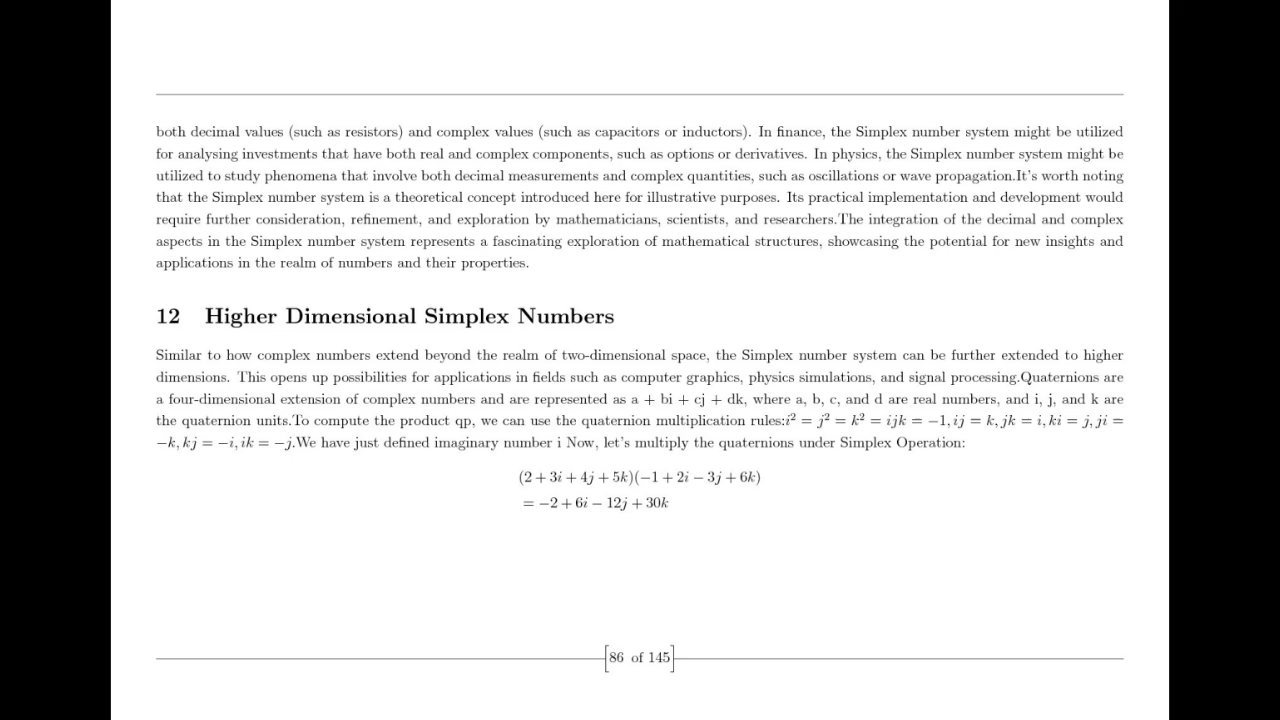 both decimal values (such as resistors) and complex values (such as capacitors or inductors). In finance, the Simplex number system might be utilized
for analysing investments that have both real and complex components, such as options or derivatives. In physics, the Simplex number system might be
utilized to study phenomena that involve both decimal measurements and complex quantities, such as oscillations or wave propagation.It's worth noting
that the Simplex number system is a theoretical concept introduced here for illustrative purposes. Its practical implementation and development would
require further consideration, refinement, and exploration by mathematicians, scientists, and researchers.The integration of the decimal and complex
aspects in the Simplex number system represents a fascinating exploration of mathematical structures, showcasing the potential for new insights and
applications in the realm of numbers and their properties.
12 Higher Dimensional Simplex Numbers
Similar to how complex numbers extend beyond the realm of two-dimensional space, the Simplex number system can be further extended to higher
dimensions. This opens up possibilities for applications in fields such as computer graphics, physics simulations, and signal processing.Quaternions are
a four-dimensional extension of complex numbers and are represented as a + bi + cj + dk, where a, b, c, and d are real numbers, and i, j, and k are
the quaternion units.To compute the product qp, we can use the quaternion multiplication rules:i² = j² = k² = ijk = −1, ij = k, jk = i, ki = j, ji =
−k, kj = −i, ik = −j.We have just defined imaginary number i Now, let's multiply the quaternions under Simplex Operation:
(2 + 3i + 4j + 5k)(−1 + 2i − 3j + 6k)
= −2 + 6i − 12j + 30k
[86 of 145]